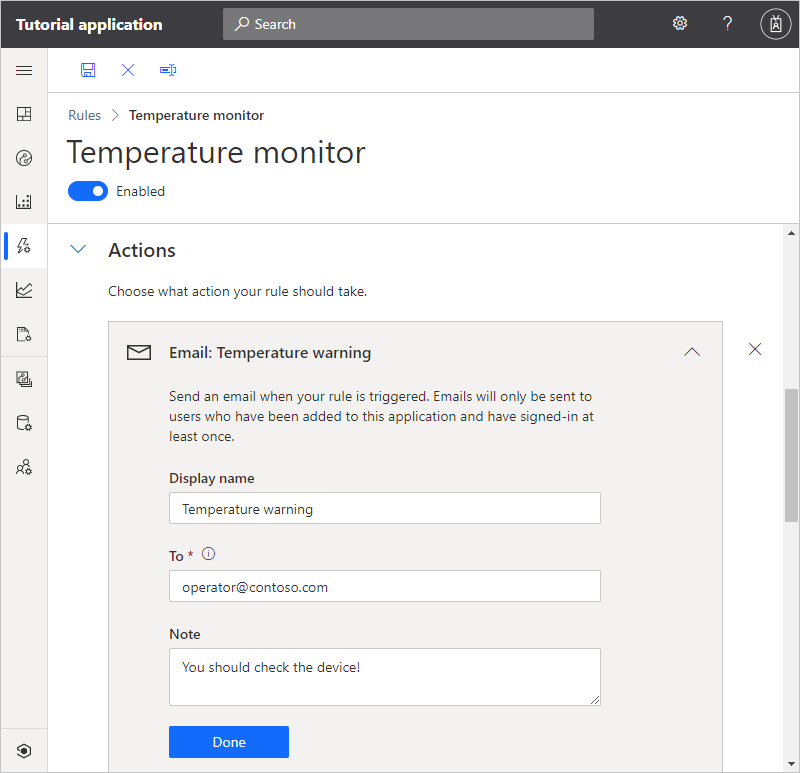 Tutorial application
Search
?
Rules > Temperature monitor
Temperature monitor
Enabled
Actions
Choose what action your rule should take.
Email: Temperature warning
Send an email when your rule is triggered. Emails will only be sent to
users who have been added to this application and have signed-in at
least once.
Display name
Temperature warning
To *
operator@contoso.com
Note
You should check the device!
Done